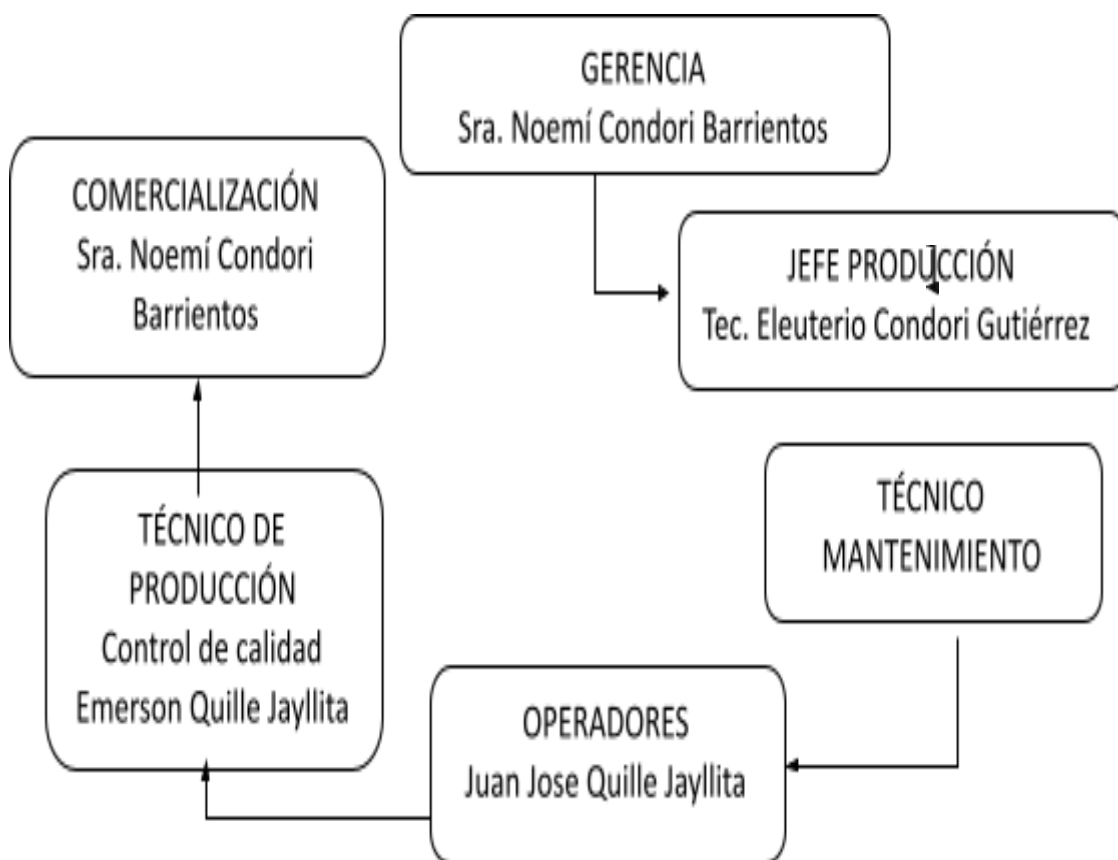 GERENCIA
Sra. Noemí Condori Barrientos
COMERCIALIZACIÓN
Sra. Noemí Condori
Barrientos
JEFE PRODUCCIÓN
Tec. Eleuterio Condori Gutiérrez
TÉCNICO
MANTENIMIENTO
TÉCNICO DE
PRODUCCIÓN
Control de calidad
Emerson Quille Jayllita
OPERADORES
Juan Jose Quille Jayllita